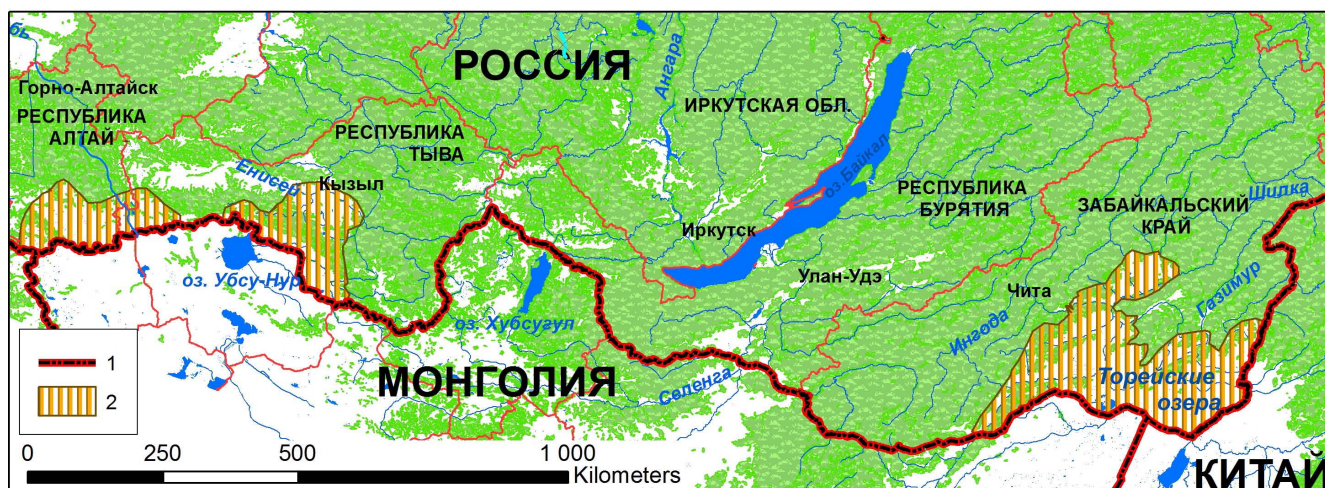 бь
РОССИЯ
Ангара
Горно-Алтайск
РЕСПУБЛИКА
АЛТАЙ
РЕСПУБЛИКА
ТЫВА
ИРКУТСКАЯ ОБЛ.
оз. Байкал
Енисей
Кызыл
РЕСПУБЛИКА
БУРЯТИЯ
ЗАБАЙКАЛЬСКИЙ
КРАЙ
Шилка
Иркутск
оз. Убсу-Нур
Улан-Удэ
Чита
Газимур
оз. Хубсугул
Ингода
1
2
МОНГОЛИЯ
Селенга
Торейские
озера
0 250 500 1 000
Kilometers
КИТАЙ